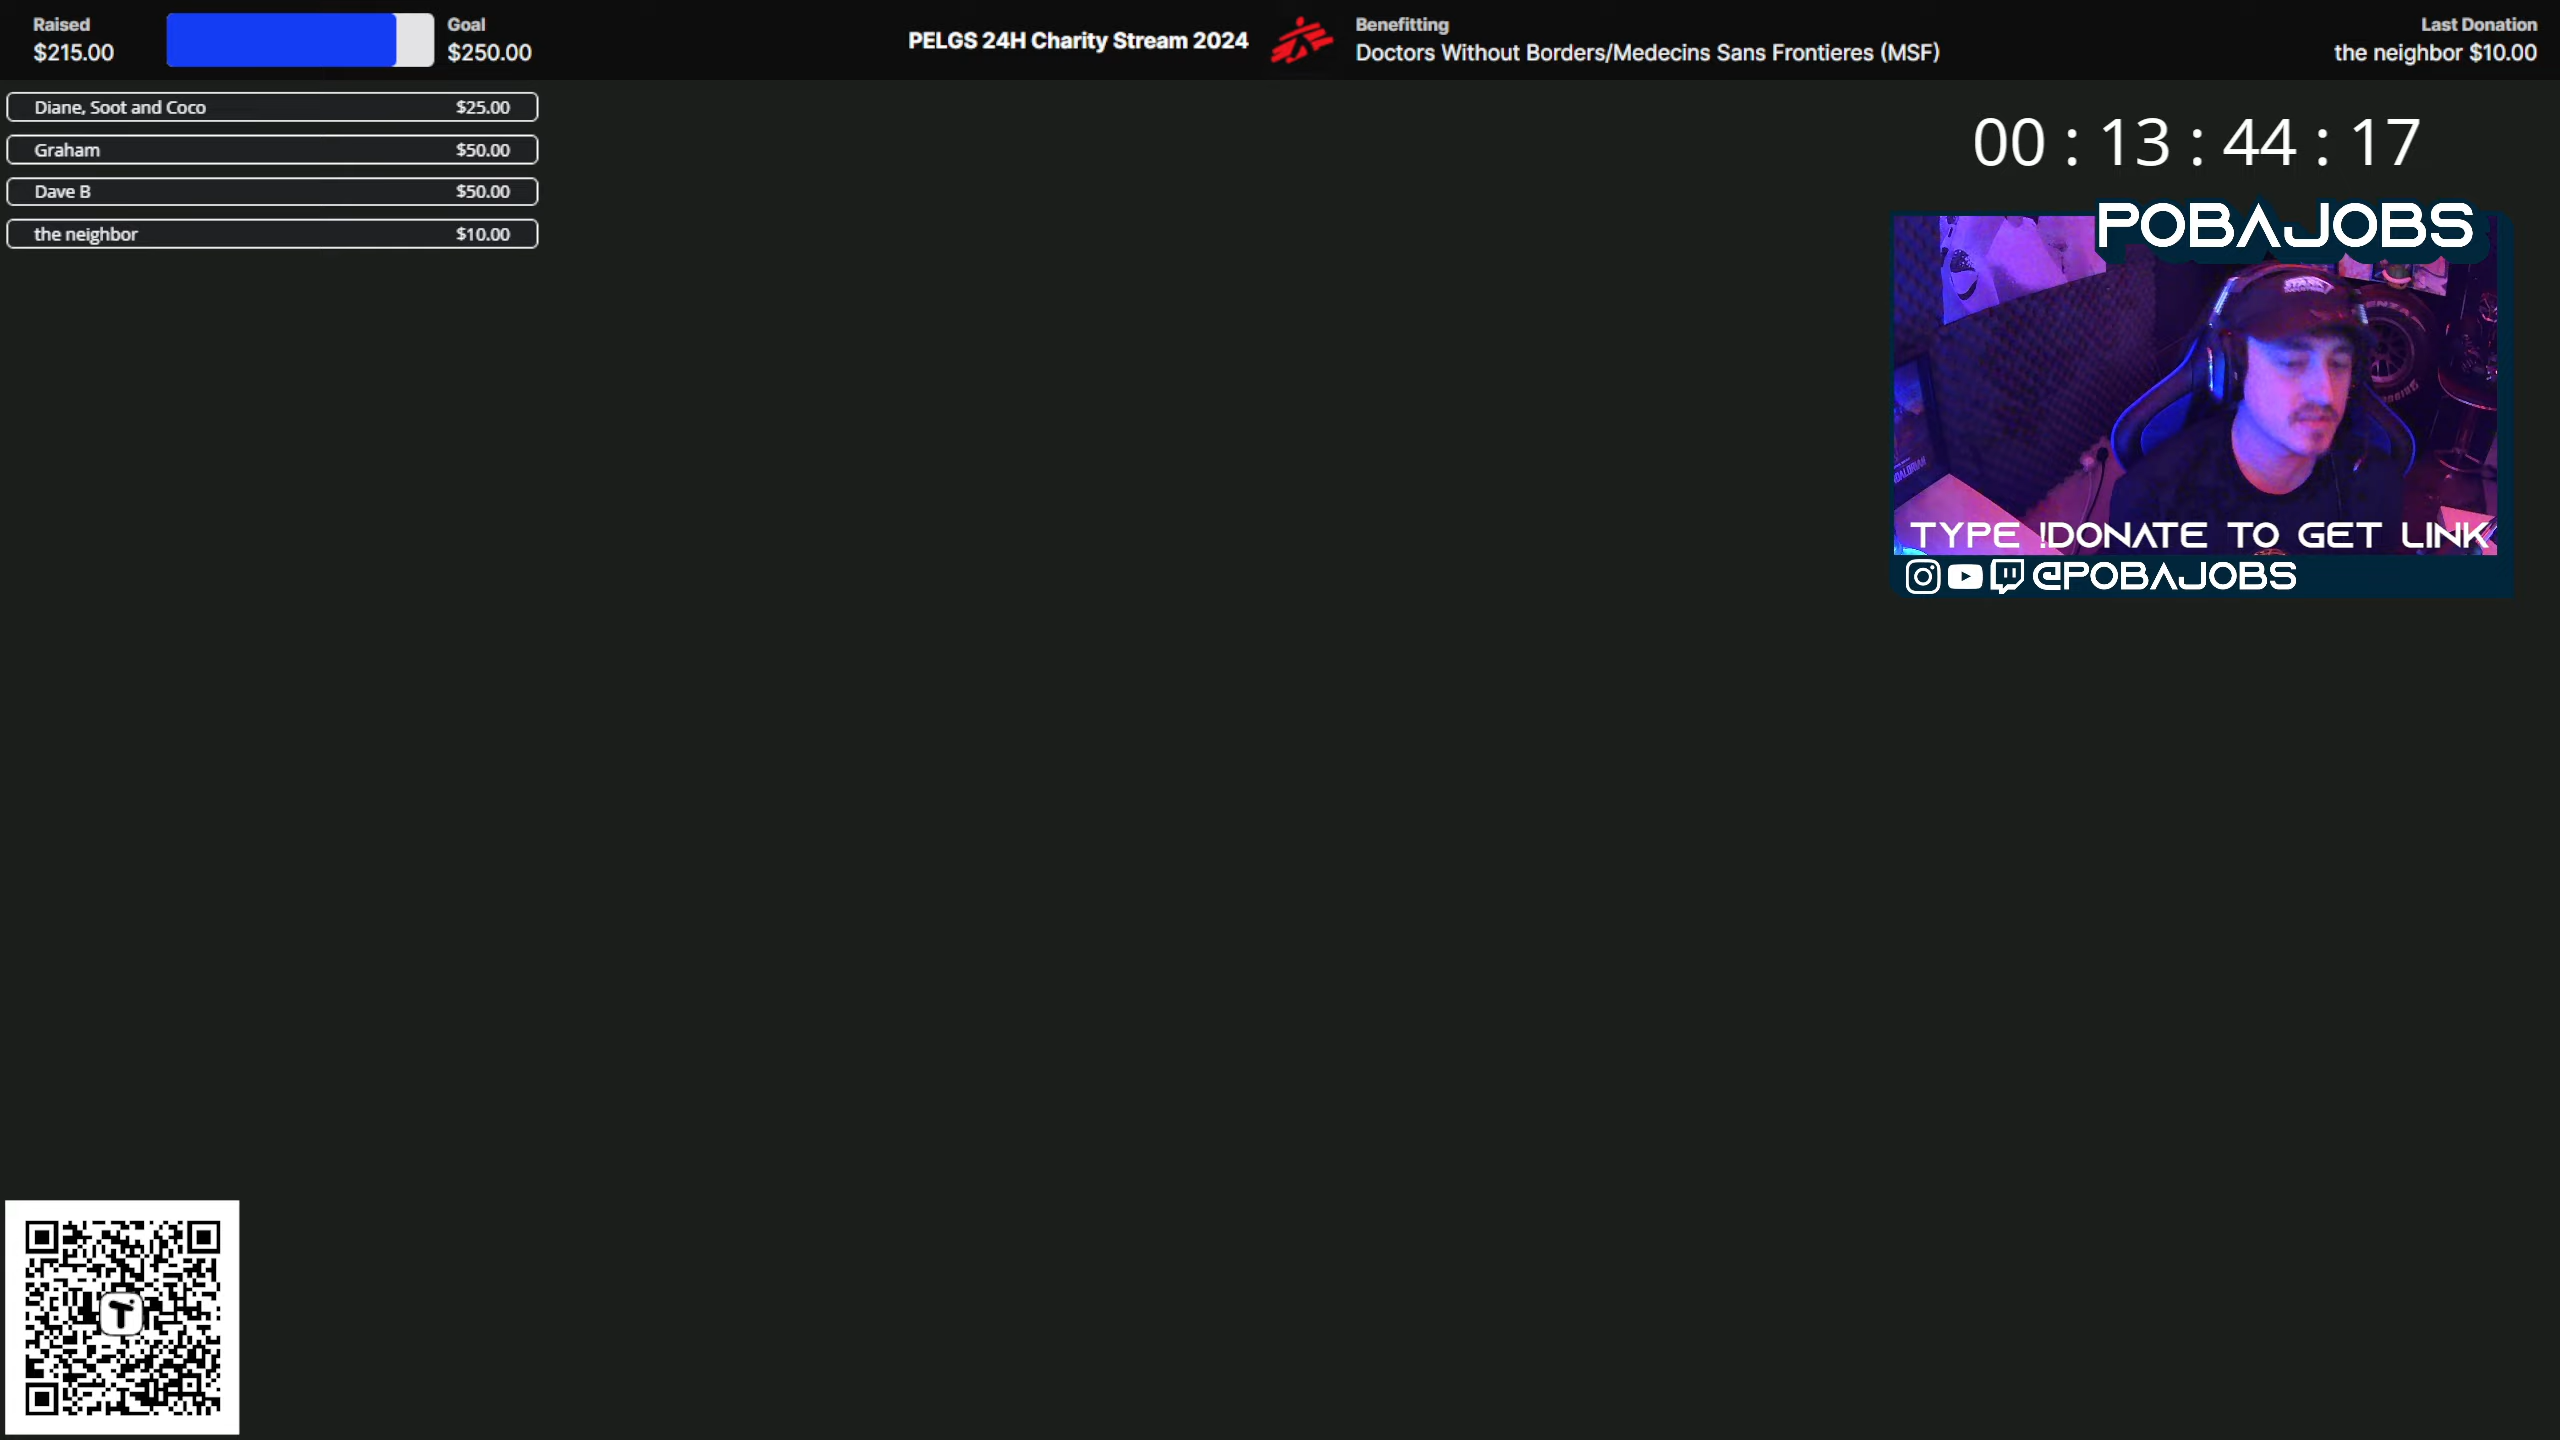 Raised
$215.00
Goal
$250.00
PELGS 24H Charity Stream 2024
Benefitting
Doctors Without Borders/Medecins Sans Frontieres (MSF)
Last Donation
the neighbor $10.00
Diane, Soot and Coco $25.00
Graham $50.00
Dave B $50.00
the neighbor $10.00
00 : 13 : 44 : 17
POBAJOBS
TYPE !DONATE TO GET LINK
@POBAJOBS
T